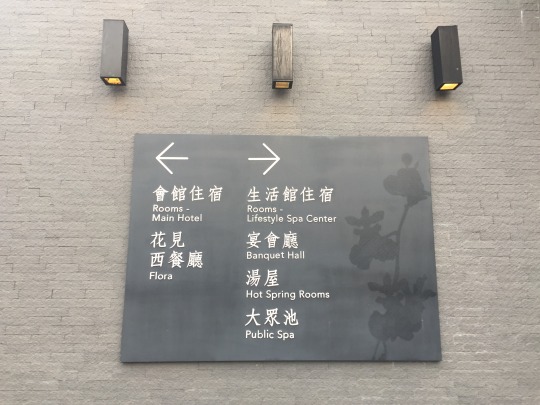 會館住宿
Rooms -
Main Hotel
花見
西餐廳
Flora
生活館住宿
Rooms -
Lifestyle Spa Center
宴會廳
Banquet Hall
湯屋
Hot Spring Rooms
大眾池
Public Spa